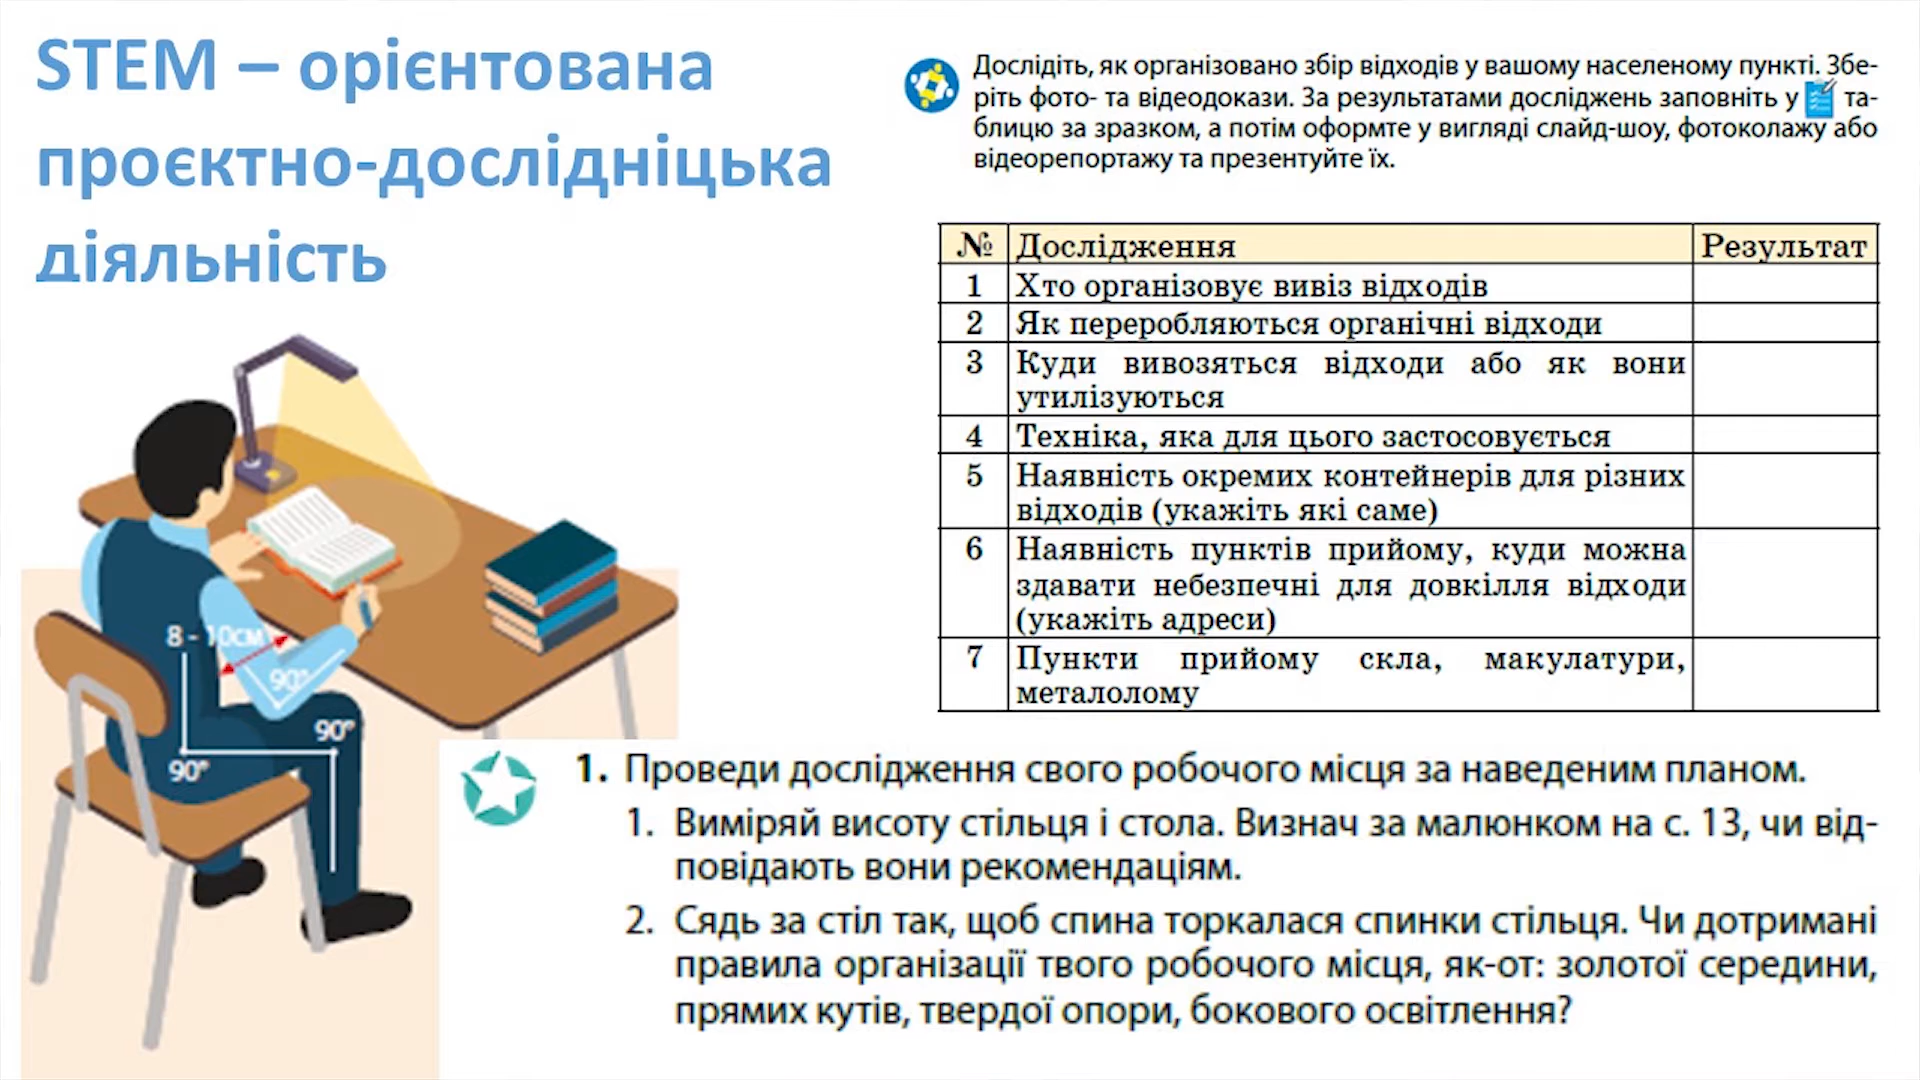 STEM – орієнтована
проєктно-дослідніцька
діяльність
Дослідіть, як організовано збір відходів у вашому населеному пункті. Збе-
ріть фото- та відеодокази. За результатами досліджень заповніть у та-
блицю за зразком, а потім оформте у вигляді слайд-шоу, фотоколажу або
відеорепортажу та презентуйте їх.
№ Дослідження Результат
1 Хто організовує вивіз відходів
2 Як переробляються органічні відходи
3 Куди вивозяться відходи або як вони
утилізуються
4 Техніка, яка для цього застосовується
5 Наявність окремих контейнерів для різних
відходів (укажіть які саме)
6 Наявність пунктів прийому, куди можна
здавати небезпечні для довкілля відходи
(укажіть адреси)
7 Пункти прийому скла, макулатури,
металолому
8 - 10см
90°
90°
90°
1. Проведи дослідження свого робочого місця за наведеним планом.
1. Виміряй висоту стільця і стола. Визнач за малюнком на с. 13, чи від-
повідають вони рекомендаціям.
2. Сядь за стіл так, щоб спина торкалася спинки стільця. Чи дотримані
правила організації твого робочого місця, як-от: золотої середини,
прямих кутів, твердої опори, бокового освітлення?